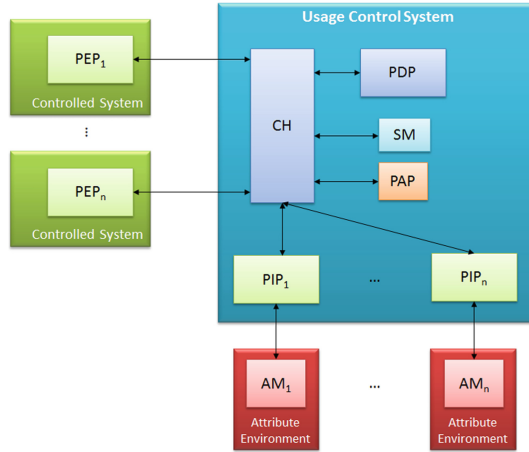 Usage Control System
PEP1
Controlled System
...
PEPn
Controlled System
CH
PDP
SM
PAP
PIP1
...
PIPn
AM1
Attribute
Environment
...
AMn
Attribute
Environment